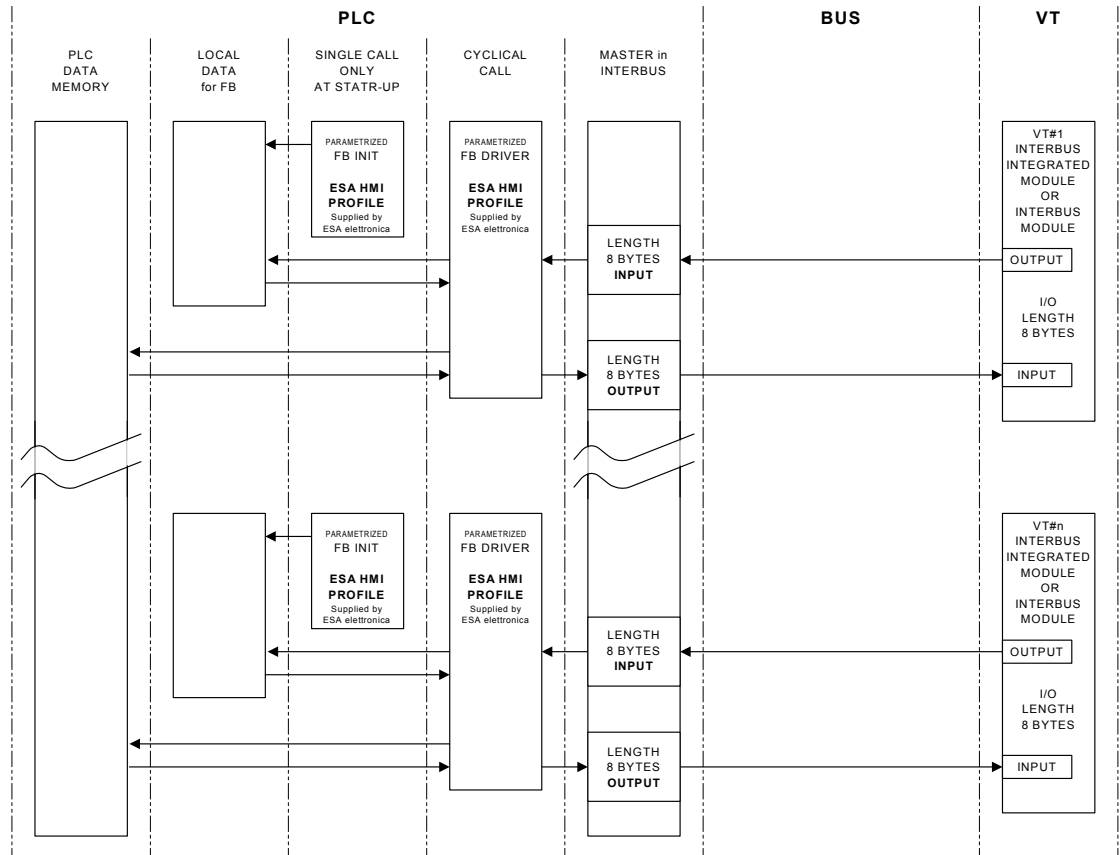 PLC
BUS
VT
PLC
DATA
MEMORY
LOCAL
DATA
for FB
SINGLE CALL
ONLY
AT STATR-UP
CYCLICAL
CALL
MASTER in
INTERBUS
PARAMETRIZED
FB INIT
ESA HMI
PROFILE
Supplied by
ESA elettronica
PARAMETRIZED
FB DRIVER
ESA HMI
PROFILE
Supplied by
ESA elettronica
LENGTH
8 BYTES
INPUT
LENGTH
8 BYTES
OUTPUT
VT#1
INTERBUS
INTEGRATED
MODULE
OR
INTERBUS
MODULE
OUTPUT
I/O
LENGTH
8 BYTES
INPUT
PARAMETRIZED
FB INIT
ESA HMI
PROFILE
Supplied by
ESA elettronica
PARAMETRIZED
FB DRIVER
ESA HMI
PROFILE
Supplied by
ESA elettronica
LENGTH
8 BYTES
INPUT
LENGTH
8 BYTES
OUTPUT
VT#n
INTERBUS
INTEGRATED
MODULE
OR
INTERBUS
MODULE
OUTPUT
I/O
LENGTH
8 BYTES
INPUT